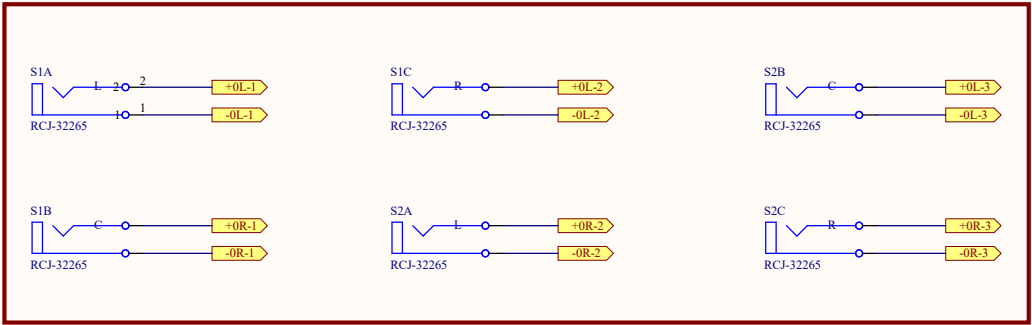 S1A
L 2 2 +0L-1
1 1 -0L-1
RCJ-32265
S1C
R +0L-2
-0L-2
RCJ-32265
S2B
C +0L-3
-0L-3
RCJ-32265
S1B
C +0R-1
-0R-1
RCJ-32265
S2A
L +0R-2
-0R-2
RCJ-32265
S2C
R +0R-3
-0R-3
RCJ-32265